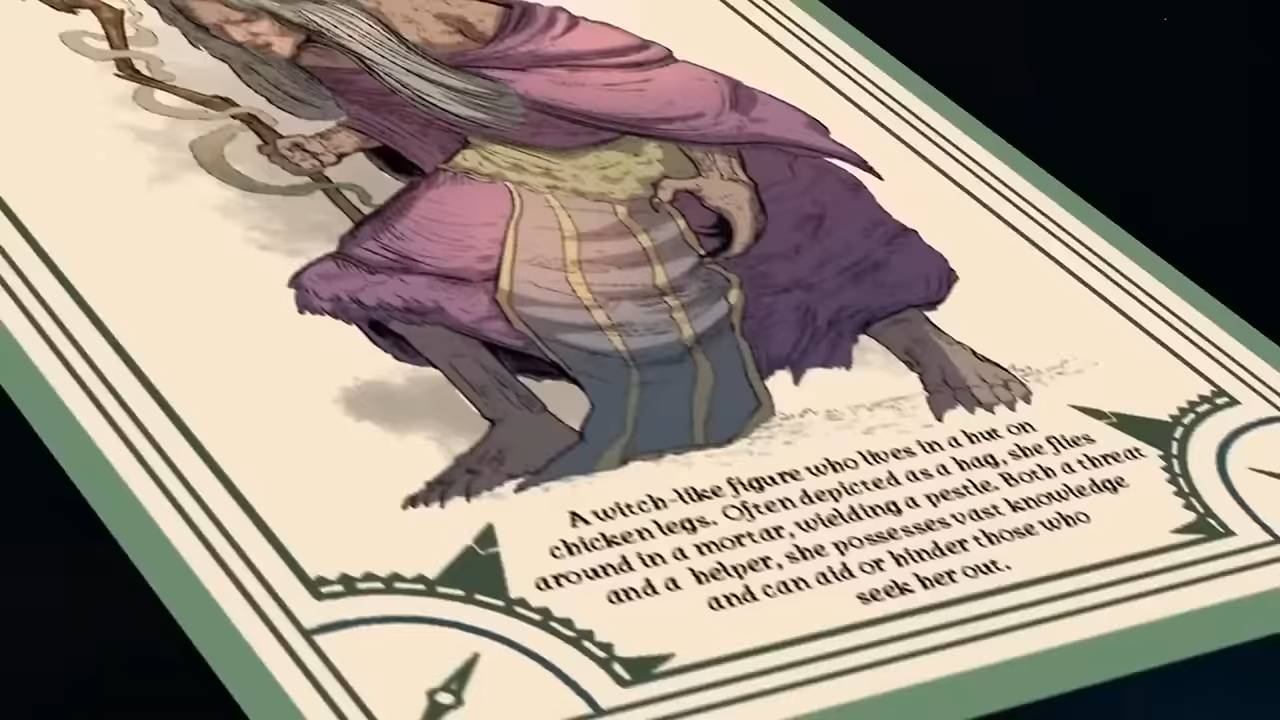 A witch-like figure who lives in a hut on
chicken legs. Often depicted as a hag, she flies
around in a mortar, wielding a pestle. Both a threat
and a helper, she possesses vast knowledge
and can aid or hinder those who
seek her out.